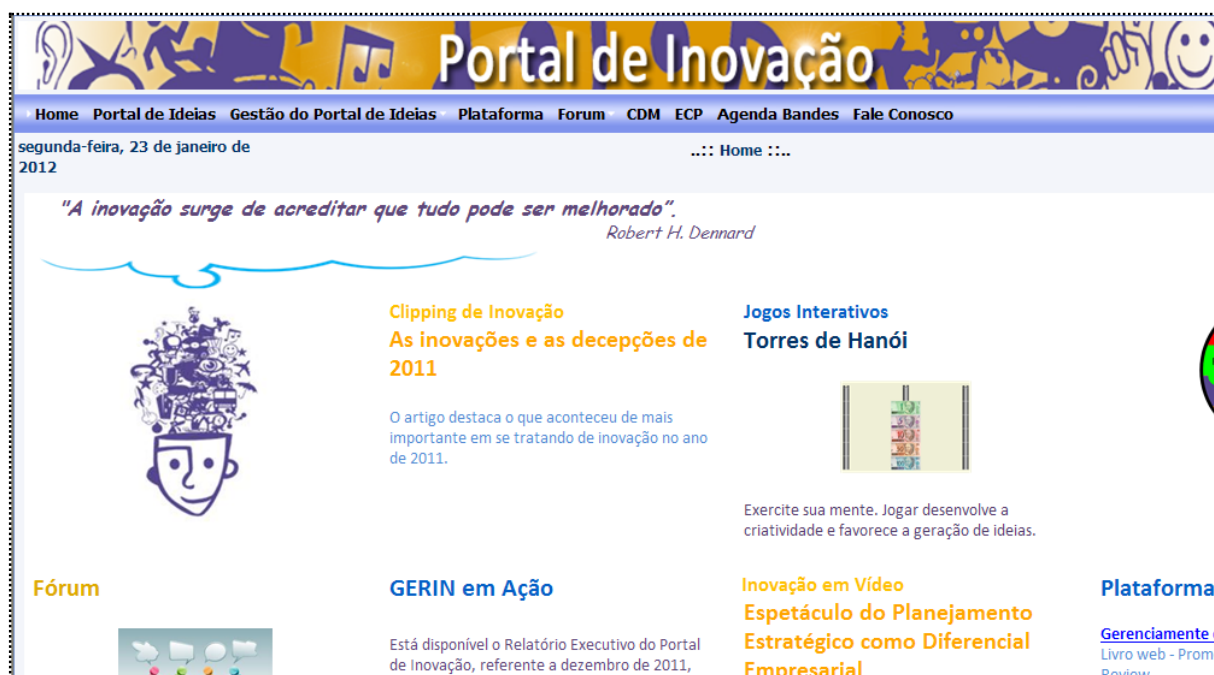 Portal de Inovação
Home Portal de Ideias Gestão do Portal de Ideias Plataforma Forum CDM ECP Agenda Bandes Fale Conosco
segunda-feira, 23 de janeiro de
2012
..:: Home ::..
"A inovação surge de acreditar que tudo pode ser melhorado".
Robert H. Dennard
Clipping de Inovação
As inovações e as decepções de
2011
O artigo destaca o que aconteceu de mais
importante em se tratando de inovação no ano
de 2011.
Jogos Interativos
Torres de Hanói
Exercite sua mente. Jogar desenvolve a
criatividade e favorece a geração de ideias.
Fórum
GERIN em Ação
Está disponível o Relatório Executivo do Portal
de Inovação, referente a dezembro de 2011,
Inovação em Vídeo
Espetáculo do Planejamento
Estratégico como Diferencial
Empresarial
Plataforma
Gerenciamento
Livro web - Prom
Review